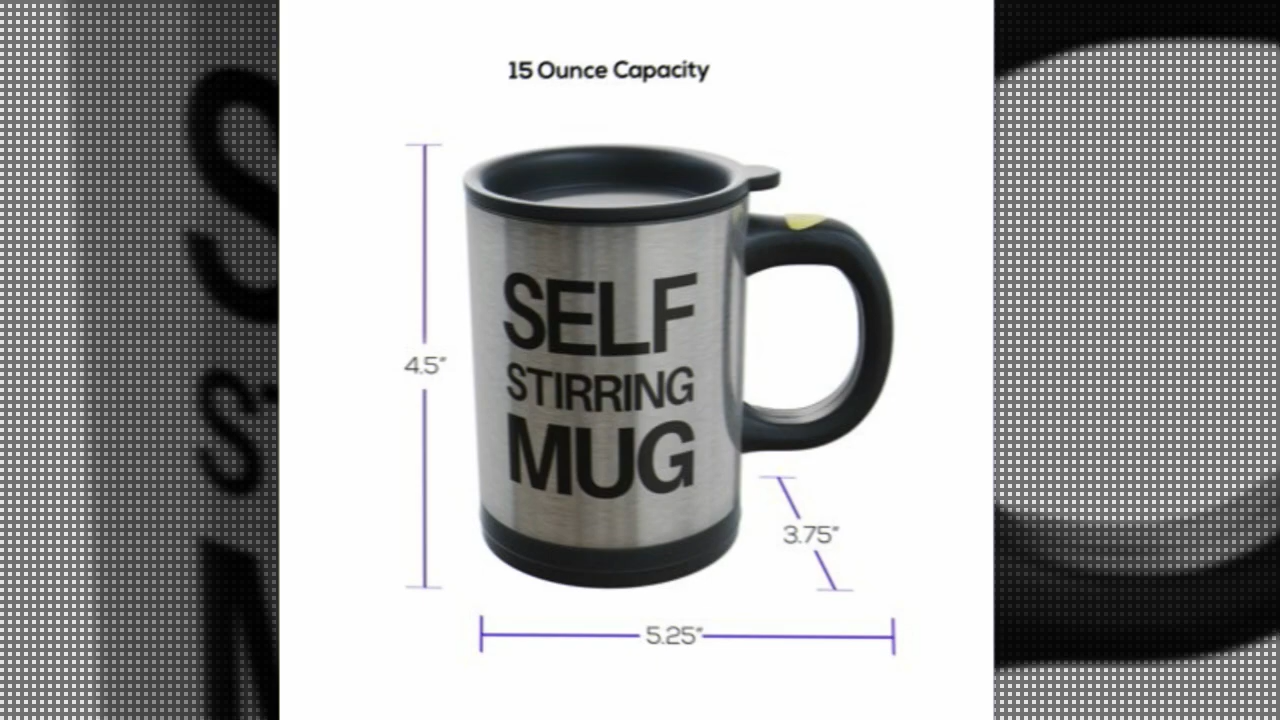 15 Ounce Capacity
4.5"
SELF
STIRRING
MUG
3.75"
5.25"